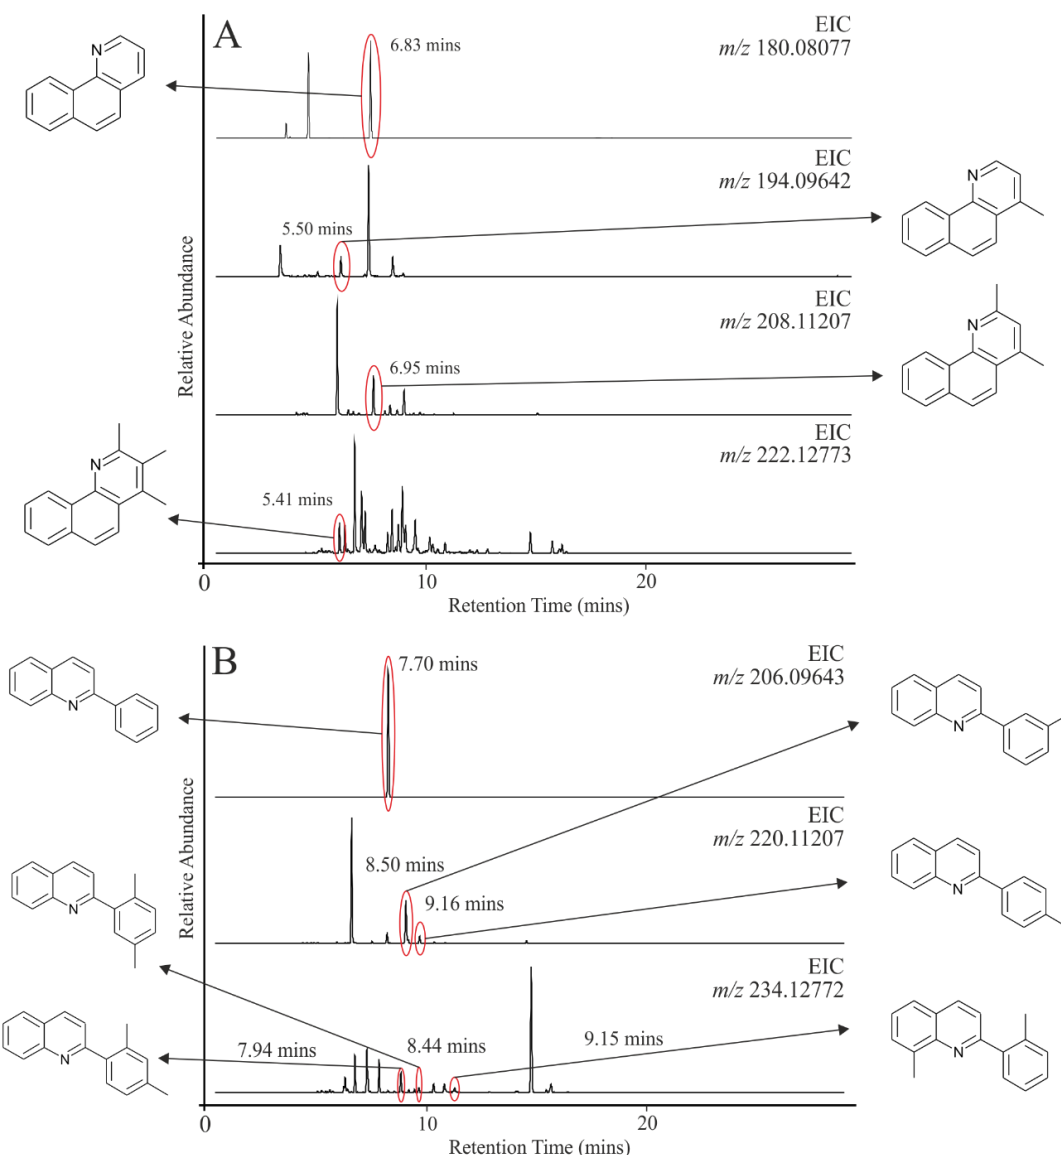 A
EIC
m/z 180.08077
6.83 mins
N
EIC
m/z 194.09642
5.50 mins
N
EIC
m/z 208.11207
6.95 mins
N
EIC
m/z 222.12773
5.41 mins
N
Relative Abundance
0
10
20
Retention Time (mins)
B
7.70 mins
EIC
m/z 206.09643
N
N
EIC
m/z 220.11207
8.50 mins
9.16 mins
N
N
EIC
m/z 234.12772
7.94 mins
8.44 mins
9.15 mins
N
N
Relative Abundance
0
10
20
Retention Time (mins)